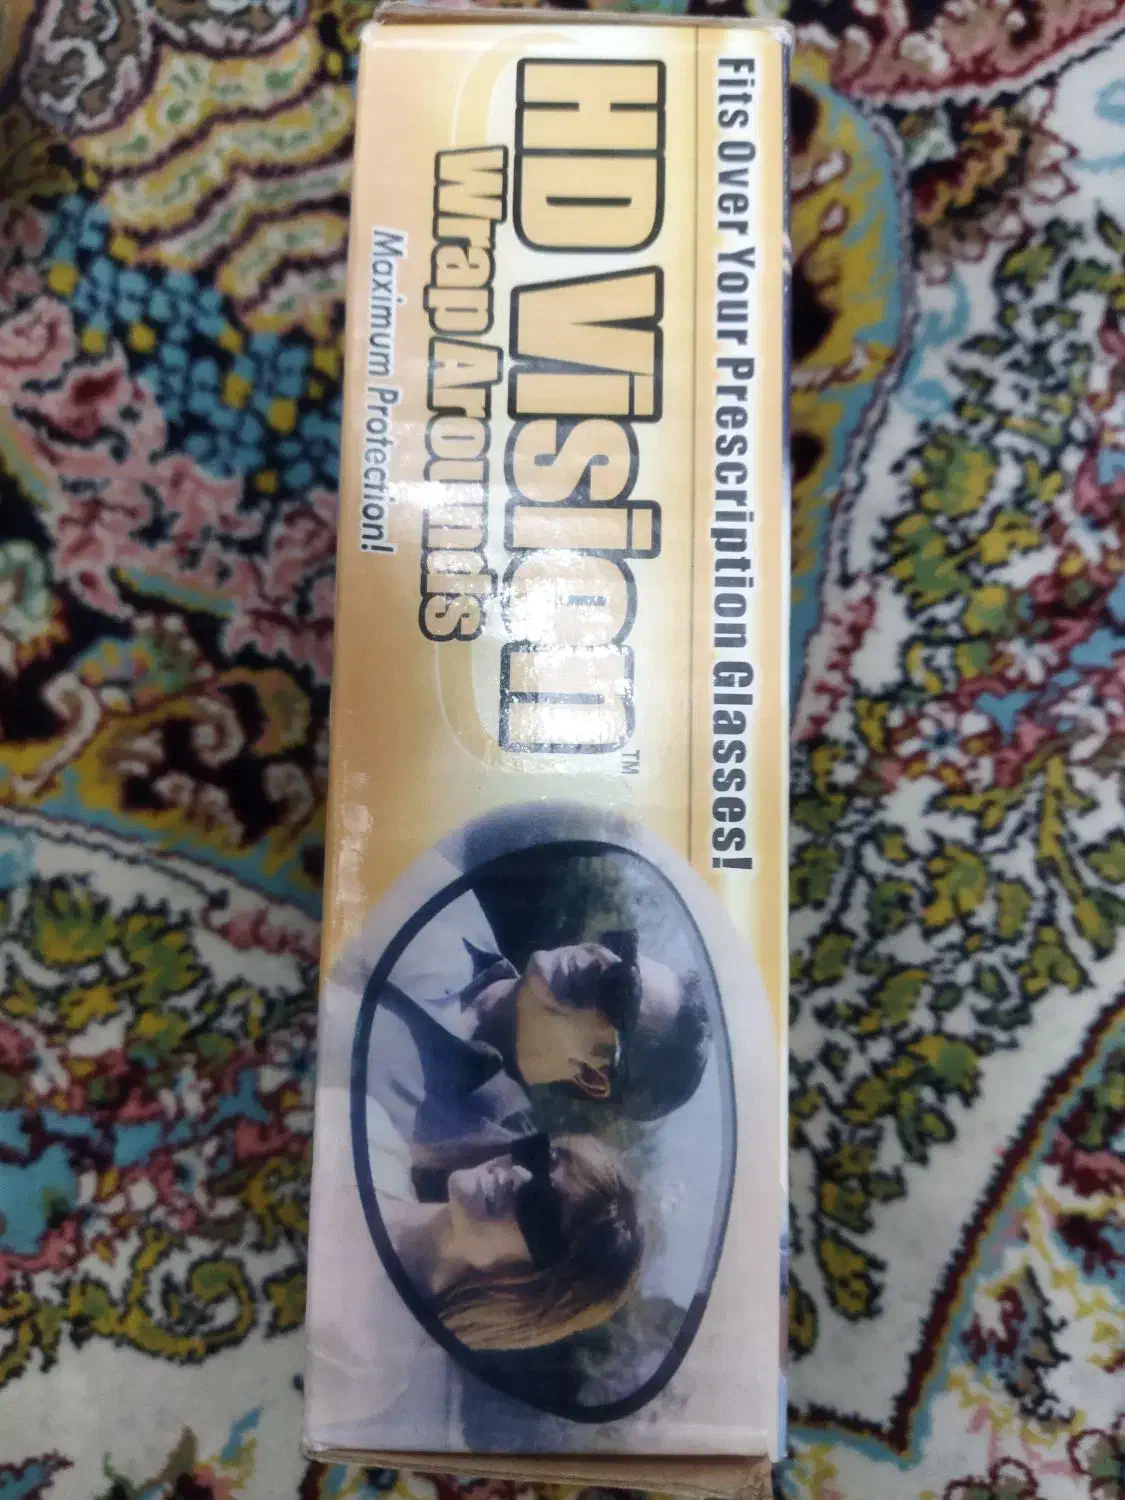 Fits Over Your Prescription Glasses!
HD Vision™
WrapArounds
Maximum Protection!